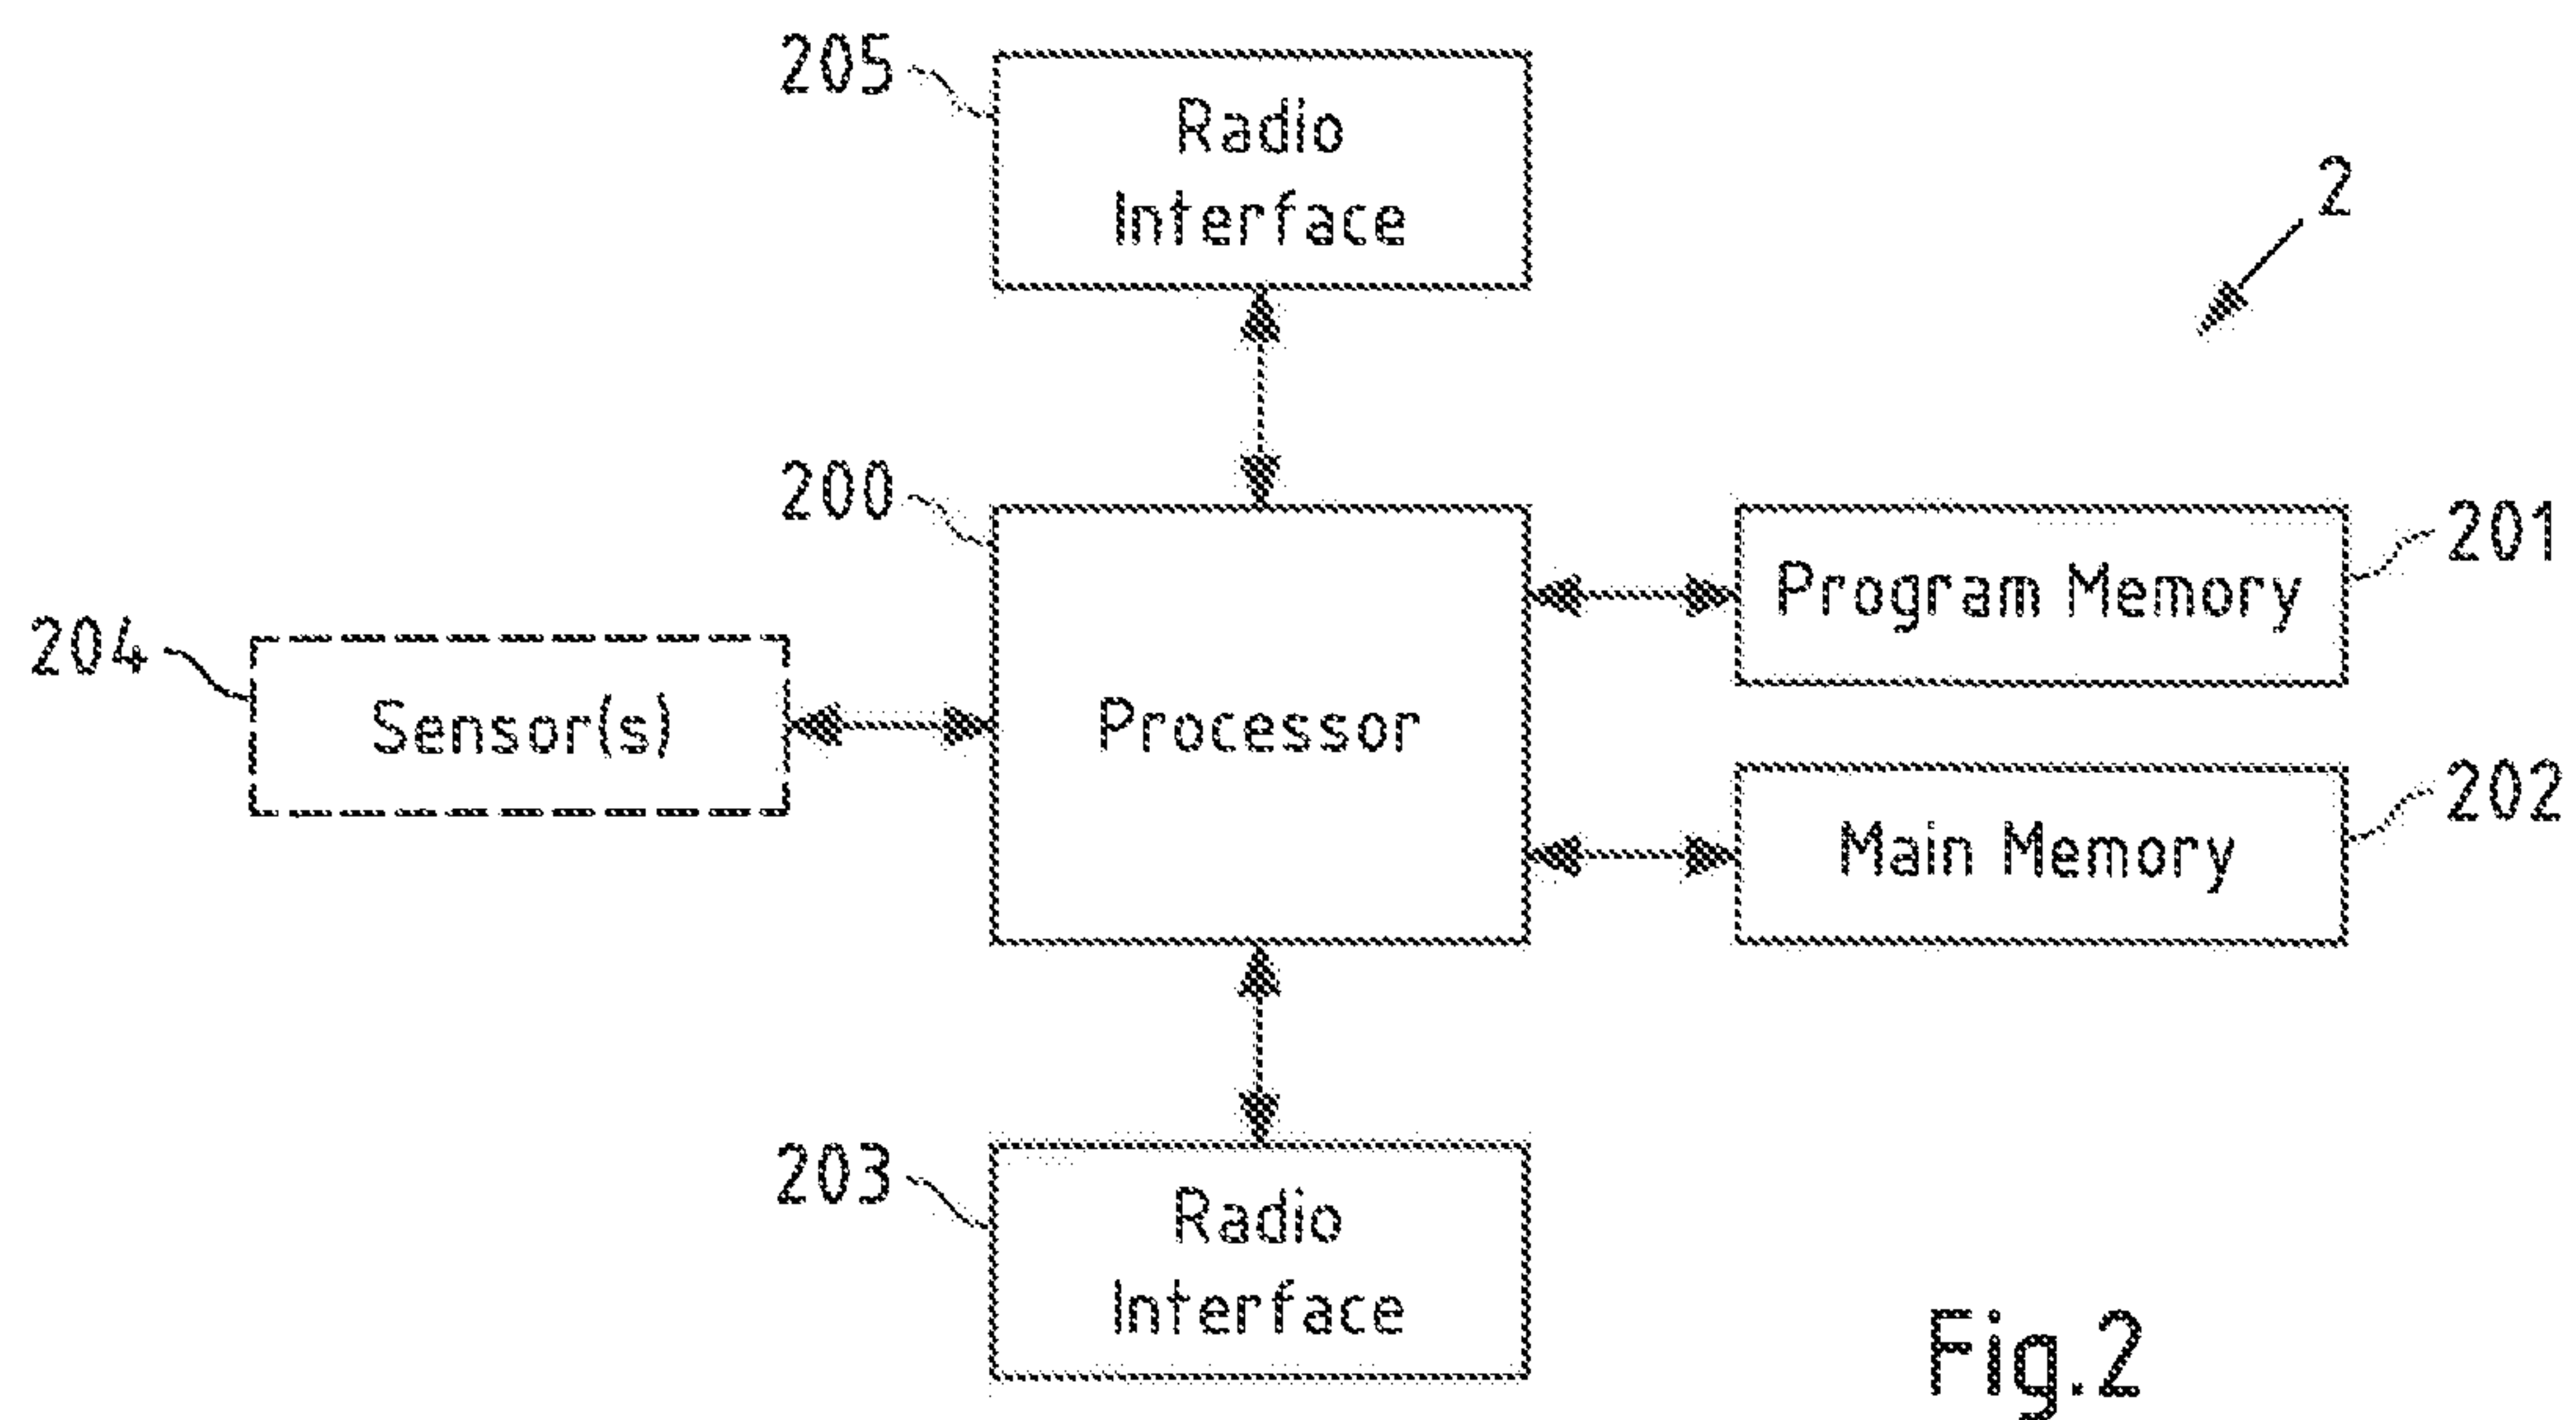 205
Radio
Interface
2
200
201
Program Memory
204
Sensor(s)
Processor
202
Main Memory
203
Radio
Interface
Fig.2